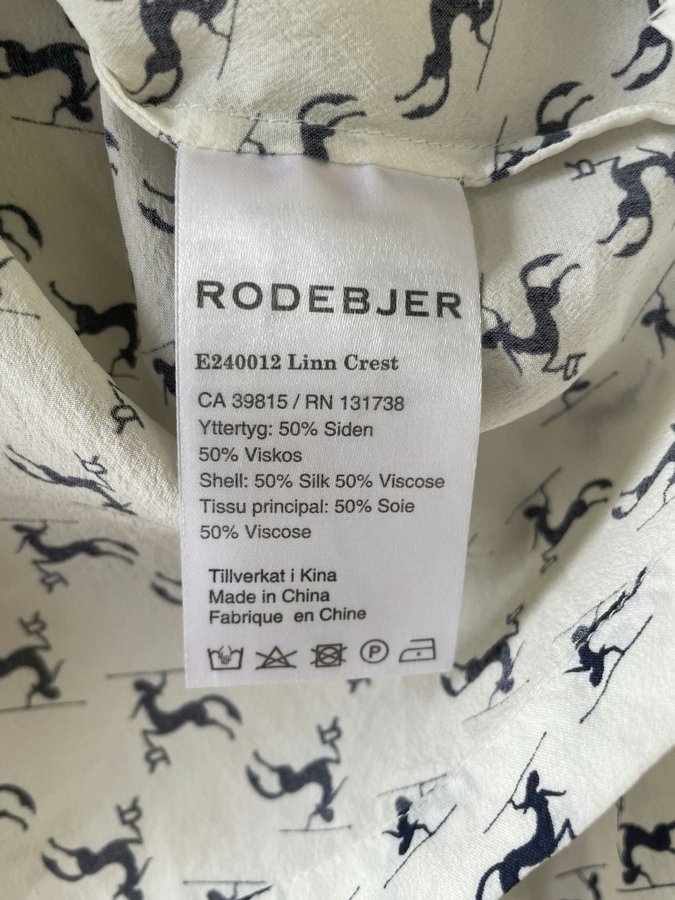 RODEBJER
E240012 Linn Crest
CA 39815 / RN 131738
Yttertyg: 50% Siden
50% Viskos
Shell: 50% Silk 50% Viscose
Tissu principal: 50% Soie
50% Viscose
Tillverkat i Kina
Made in China
Fabrique en Chine
P